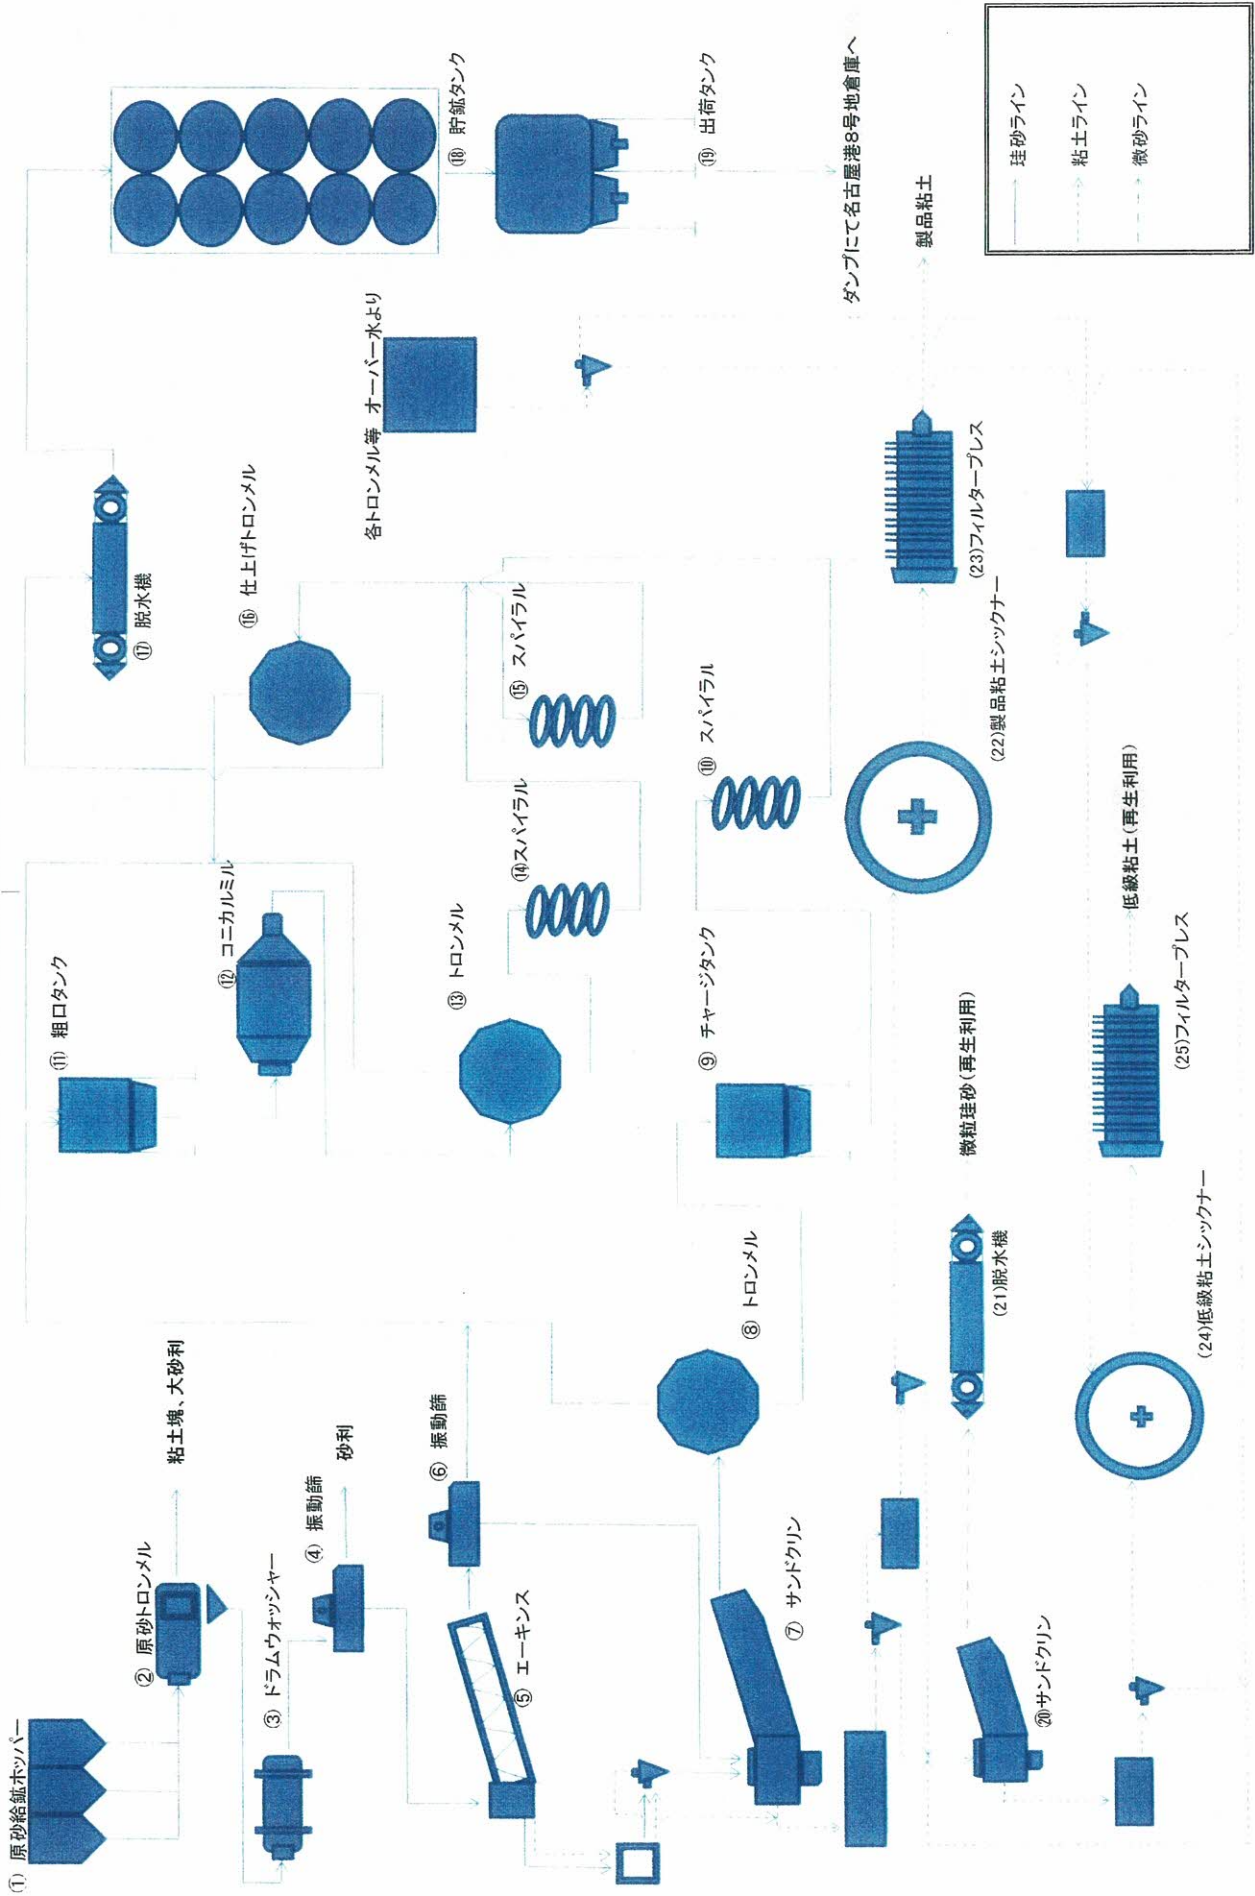 ① 原砂給鉱ホッパー
② 原砂トロンメル
粘土塊、大砂利
③ ドラムウォッシャー
④ 振動篩
砂利
⑤ エーキンス
⑥ 振動篩
⑦ サンドクリン
⑧ トロンメル
⑨ チャージタンク
⑩ スパイラル
⑪ 粗口タンク
⑫ コニカルミル
⑬ トロンメル
⑭スパイラル
⑮ スパイラル
⑯ 仕上げトロンメル
⑰ 脱水機
⑱ 貯鉱タンク
⑲ 出荷タンク
ダンプにて名古屋港8号地倉庫へ
各トロンメル等 オーバー水より
⑳サンドクリン
(21)脱水機
微粒珪砂(再生利用)
(22)製品粘土シックナー
(23)フィルタープレス
製品粘土
(24)低級粘土シックナー
(25)フィルタープレス
低級粘土(再生利用)
珪砂ライン
粘土ライン
微砂ライン